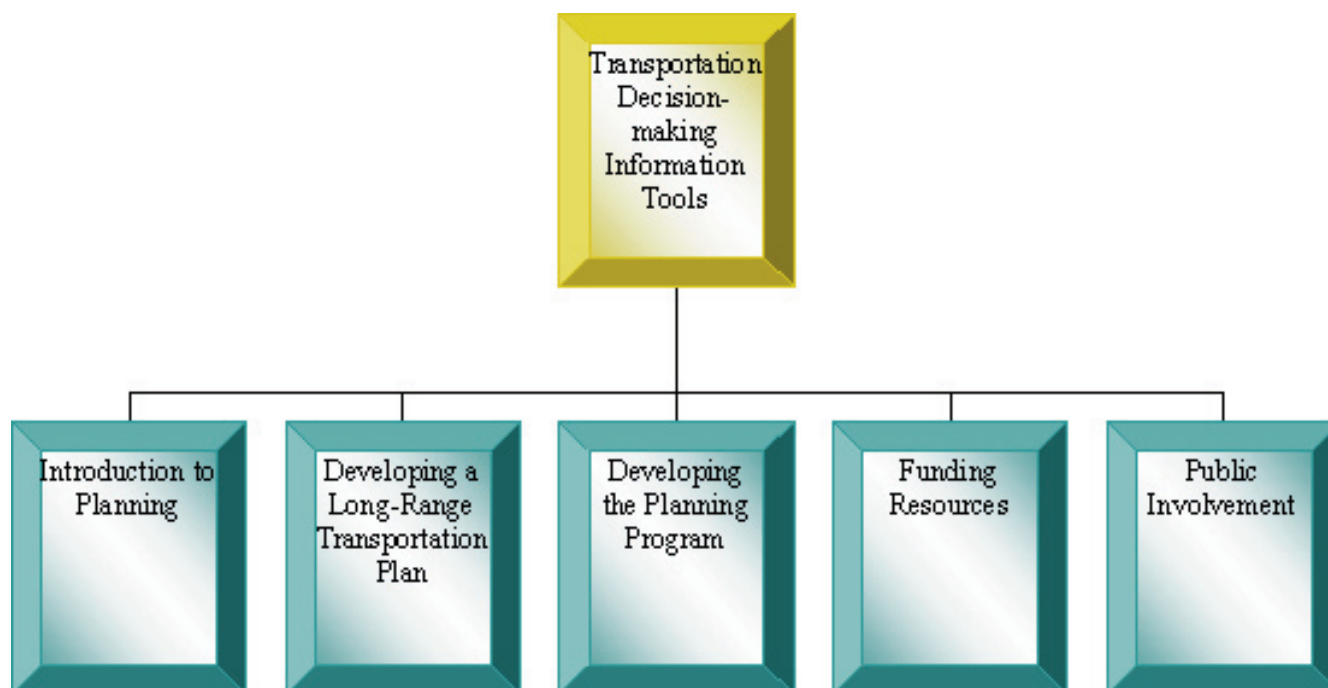 Transportation
Decision-
making
Information
Tools
Introduction to
Planning
Developing a
Long-Range
Transportation
Plan
Developing
the Planning
Program
Funding
Resources
Public
Involvement